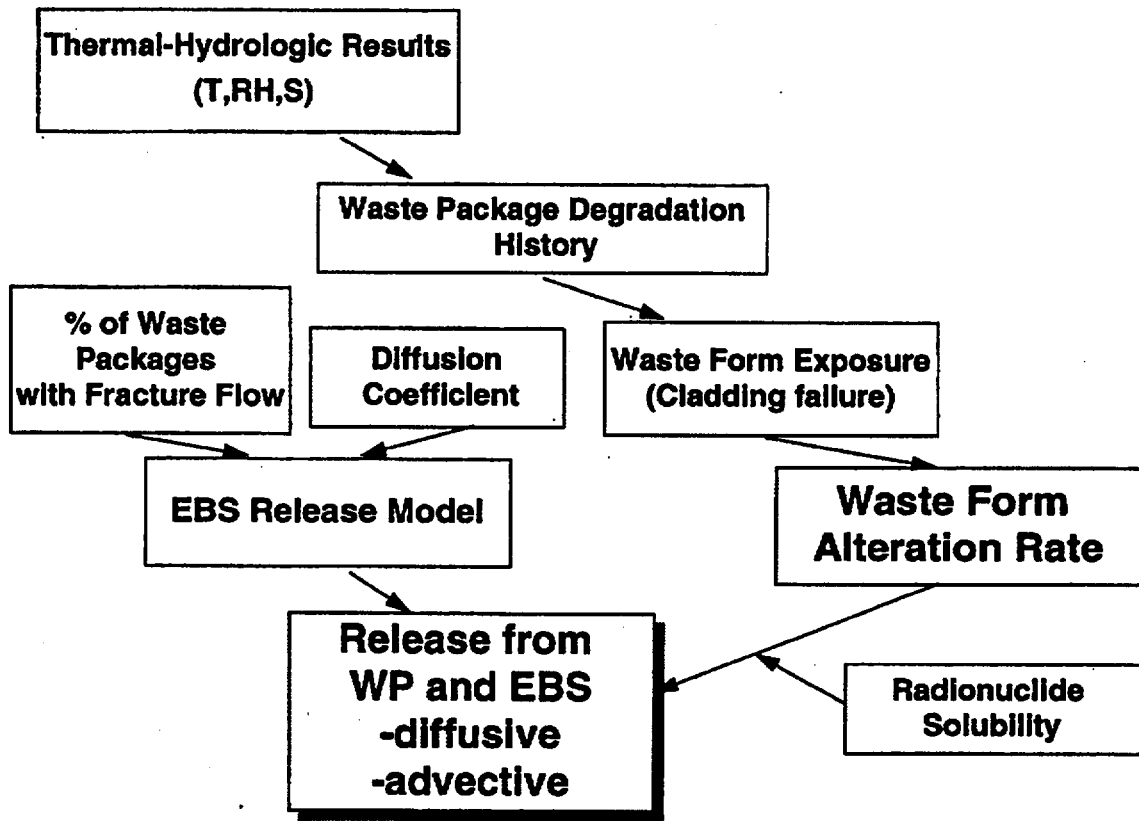 Thermal-Hydrologic Results
(T,RH,S)
Waste Package Degradation
History
% of Waste
Packages
with Fracture Flow
Diffusion
Coefficient
Waste Form Exposure
(Cladding failure)
EBS Release Model
Waste Form
Alteration Rate
Release from
WP and EBS
-diffusive
-advective
Radionuclide
Solubility